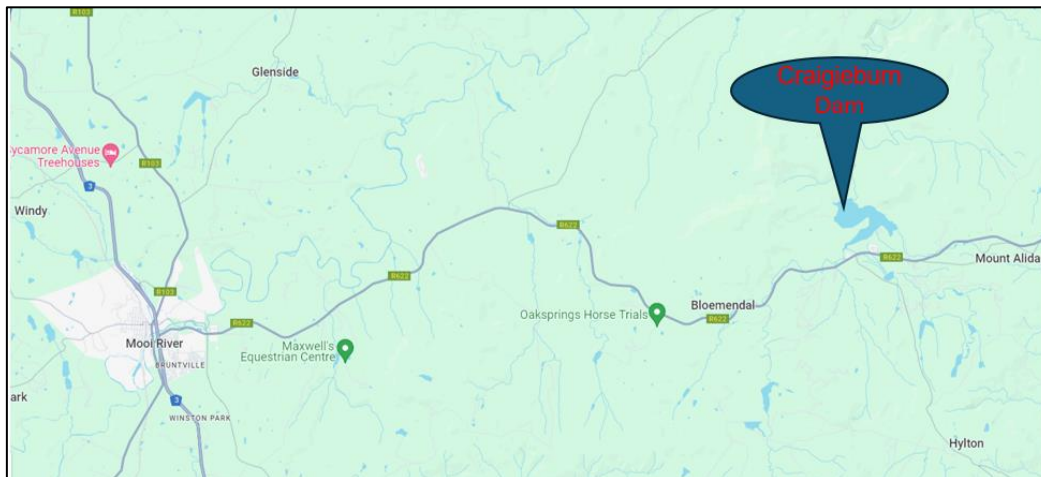 R103
Glenside
Craigieburn
Dam
Sycamore Avenue
Treehouses
R103
3
Windy
R622
R622
Mount Alida
R103
R622
Bloemendal
Oaksprings Horse Trials
R622
R622
Mooi River
Maxwell's
Equestrian Centre
BRUNTVILLE
ark
3
WINSTON PARK
Hylton